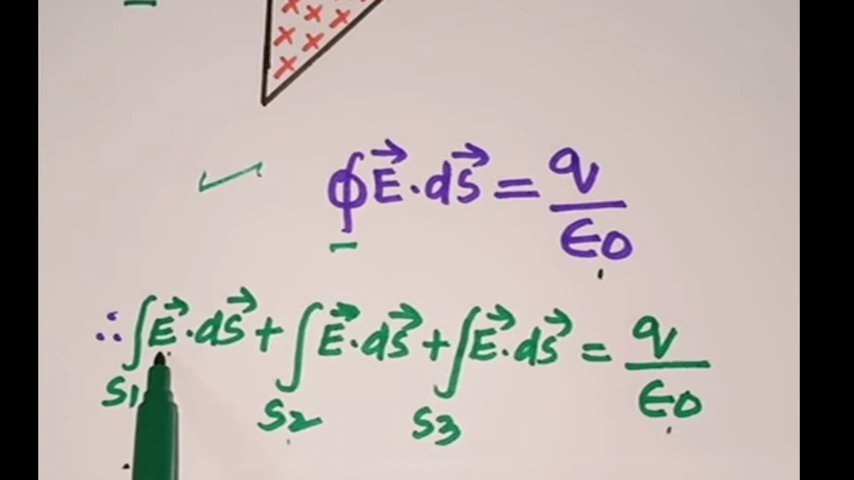 ∮E⃗·dS⃗ = q/ϵ0
∴ ∫S1 E⃗·dS⃗ + ∫S2 E⃗·dS⃗ + ∫S3 E⃗·dS⃗ = q/ϵ0